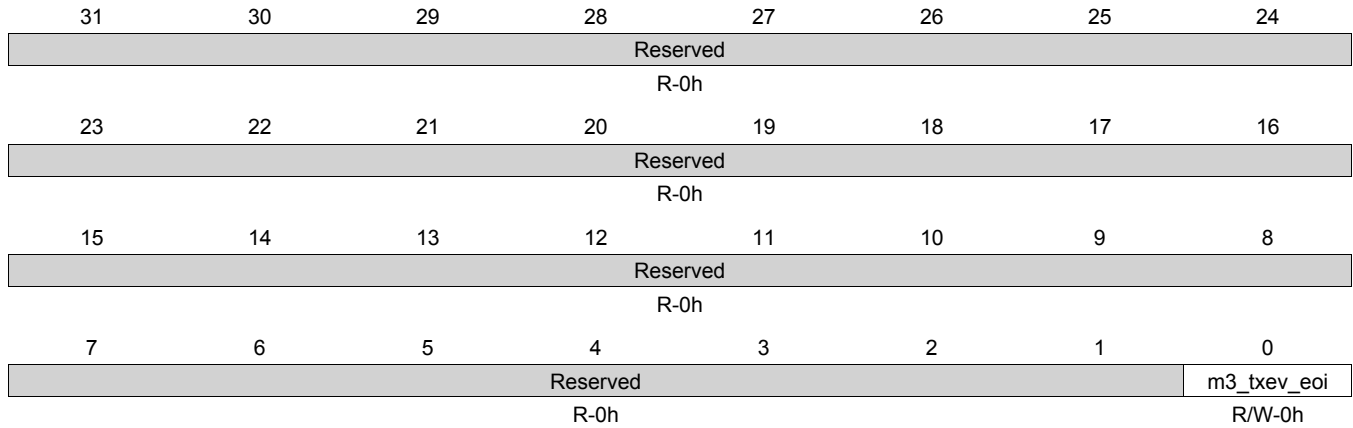 31 30 29 28 27 26 25 24
Reserved
R-0h
23 22 21 20 19 18 17 16
Reserved
R-0h
15 14 13 12 11 10 9 8
Reserved
R-0h
7 6 5 4 3 2 1 0
Reserved m3_txev_eoi
R-0h R/W-0h